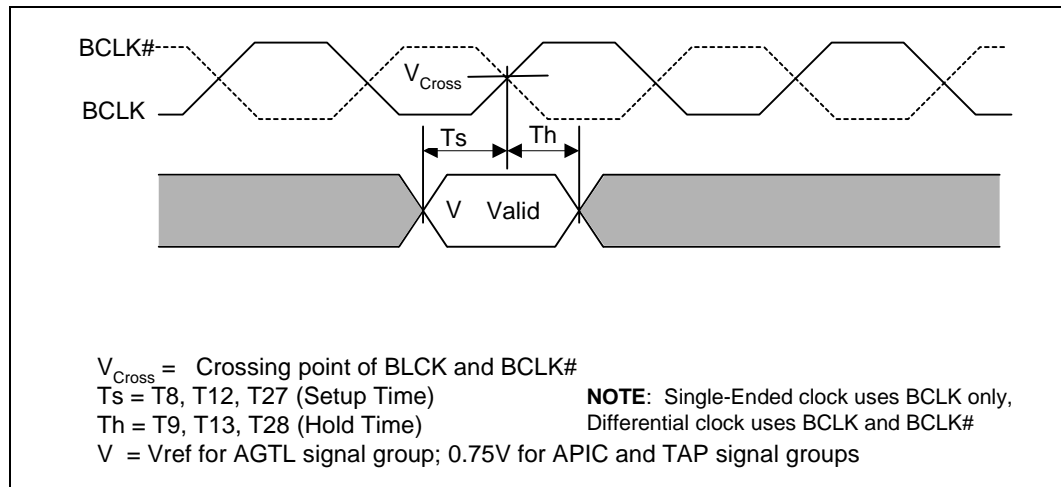 BCLK#
V Cross
BCLK
Ts Th
V Valid
V Cross = Crossing point of BLCK and BCLK#
Ts = T8, T12, T27 (Setup Time)
Th = T9, T13, T28 (Hold Time)
V = Vref for AGTL signal group; 0.75V for APIC and TAP signal groups
NOTE: Single-Ended clock uses BCLK only,
Differential clock uses BCLK and BCLK#